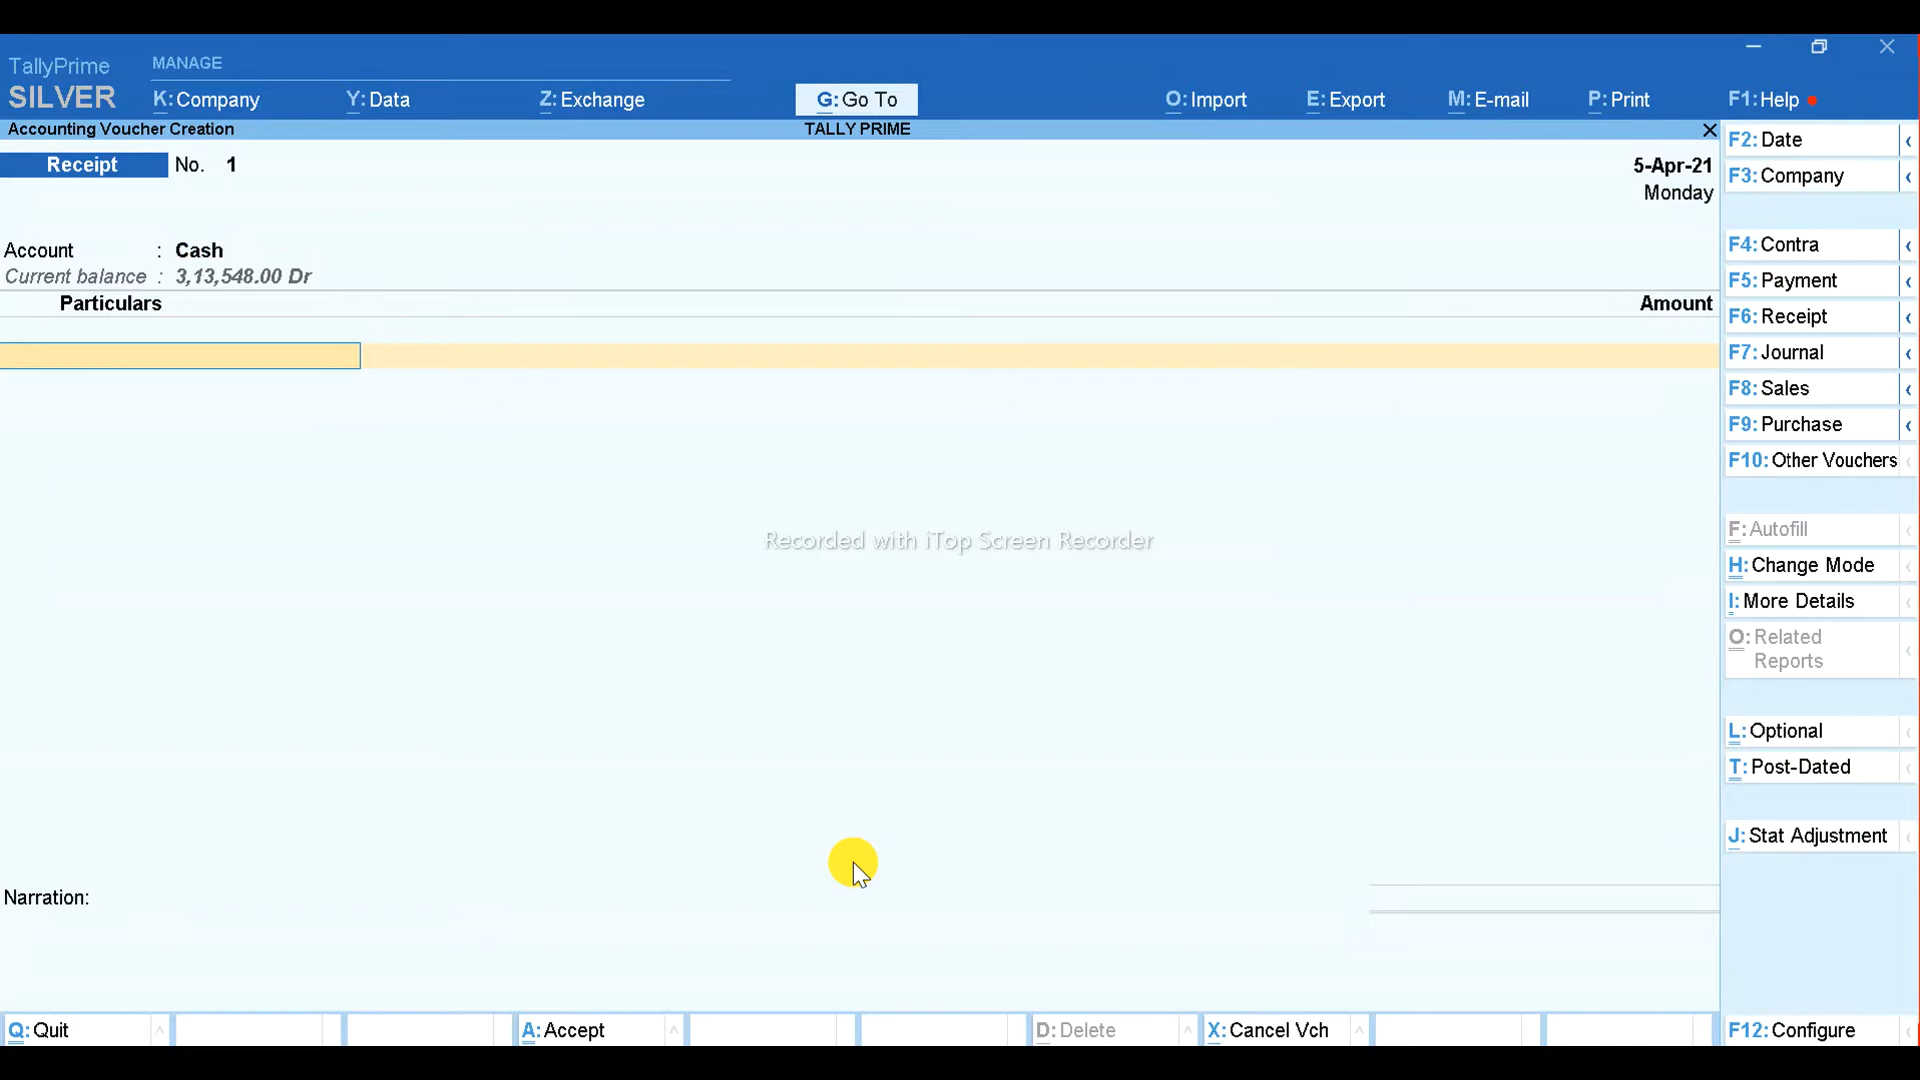 TallyPrime
SILVER
MANAGE
K: Company
Y: Data
Z: Exchange
G: Go To
O: Import
E: Export
M: E-mail
P: Print
F1: Help
Accounting Voucher Creation
TALLY PRIME
Receipt No. 1
5-Apr-21
Monday
Account : Cash
Current balance : 3,13,548.00 Dr
Particulars
Amount
Recorded with iTop Screen Recorder
Narration:
F2: Date
F3: Company
F4: Contra
F5: Payment
F6: Receipt
F7: Journal
F8: Sales
F9: Purchase
F10: Other Vouchers
F: Autofill
H: Change Mode
I: More Details
O: Related
Reports
L: Optional
T: Post-Dated
J: Stat Adjustment
Q: Quit
A: Accept
D: Delete
X: Cancel Vch
F12: Configure